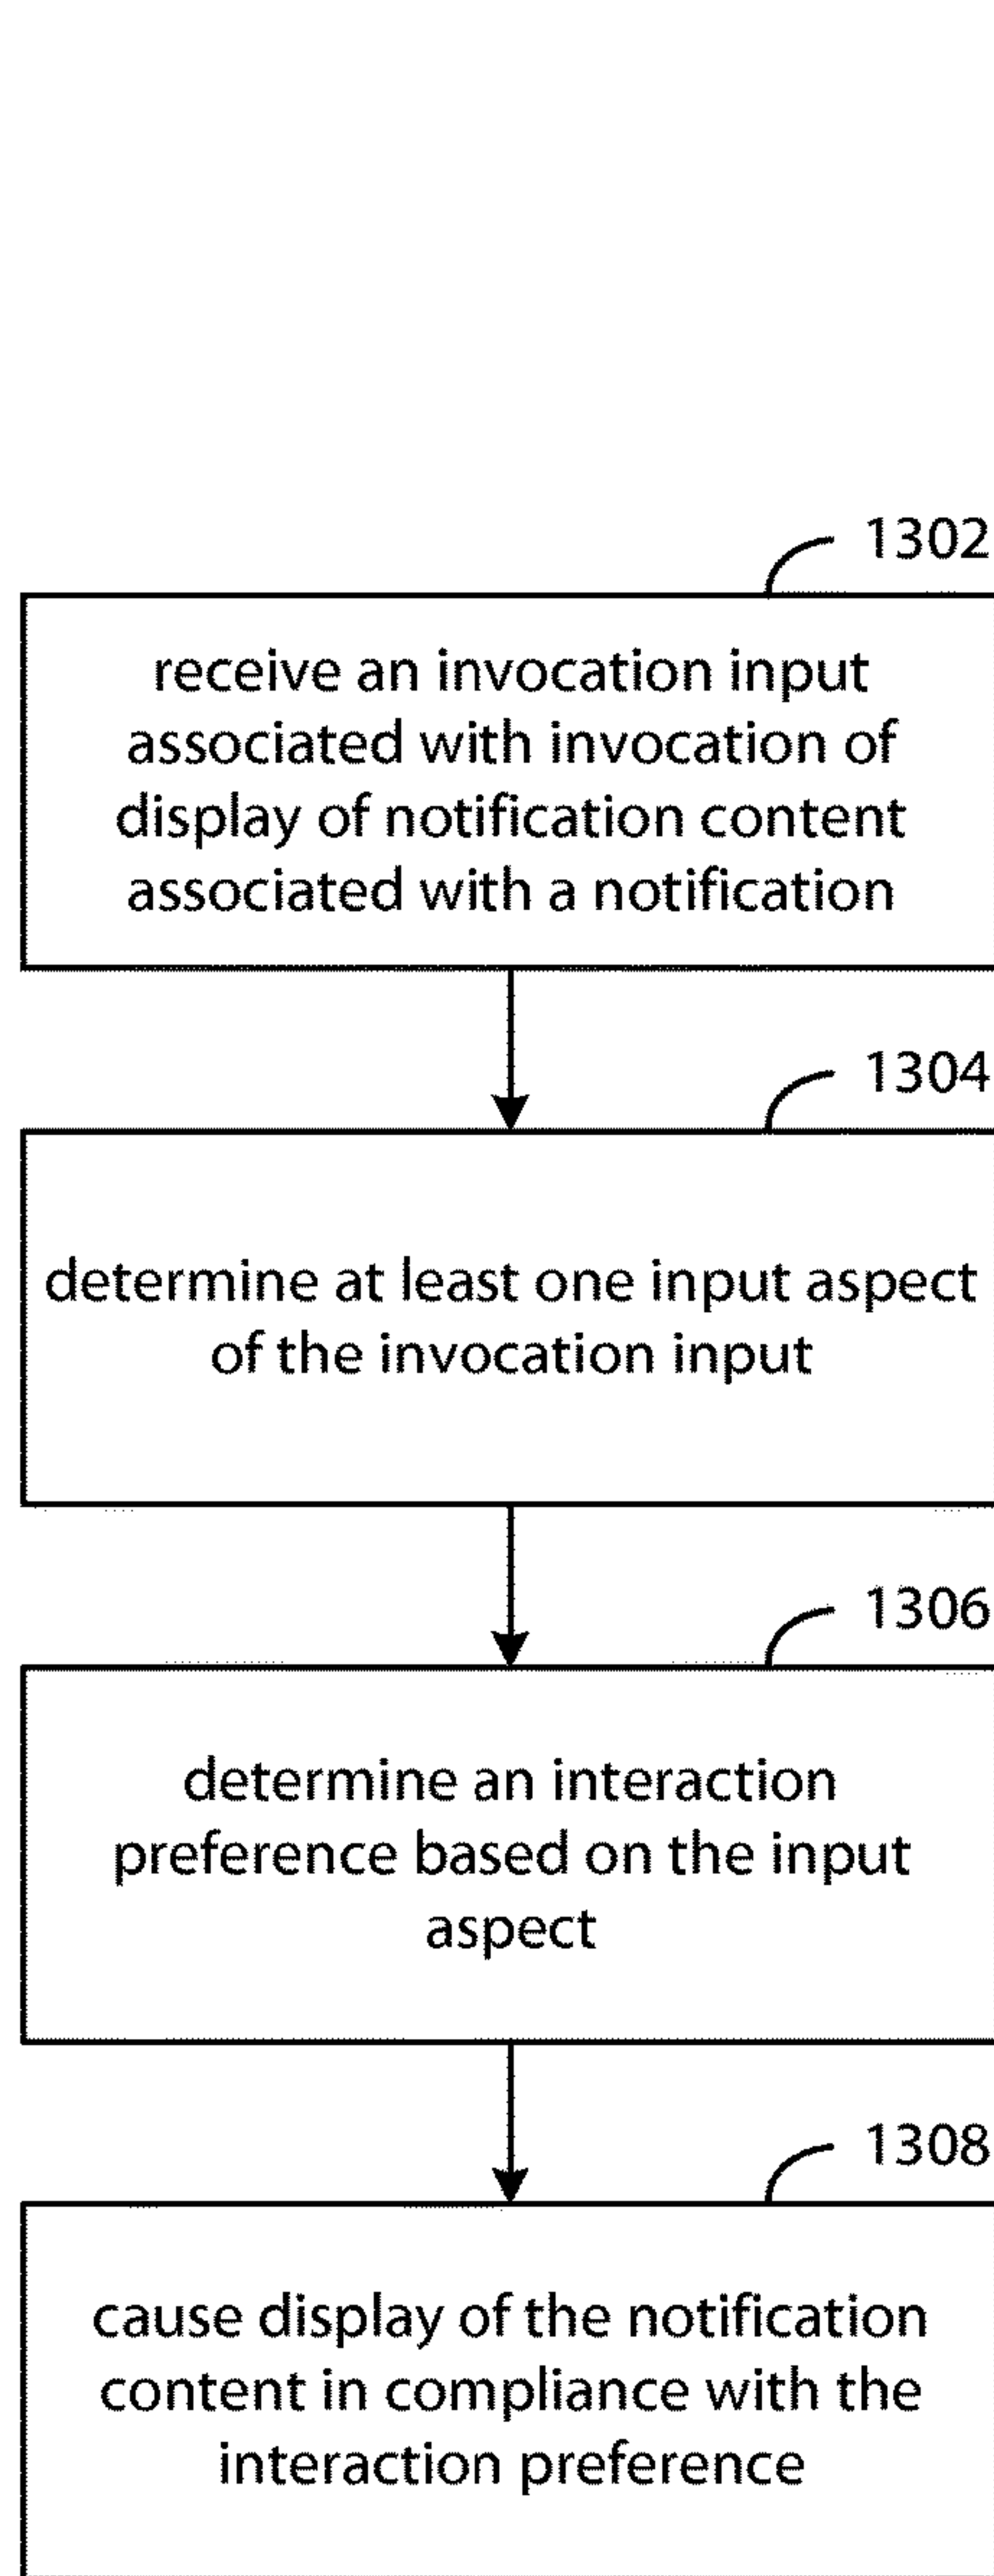 1302
receive an invocation input
associated with invocation of
display of notification content
associated with a notification
1304
determine at least one input aspect
of the invocation input
1306
determine an interaction
preference based on the input
aspect
1308
cause display of the notification
content in compliance with the
interaction preference